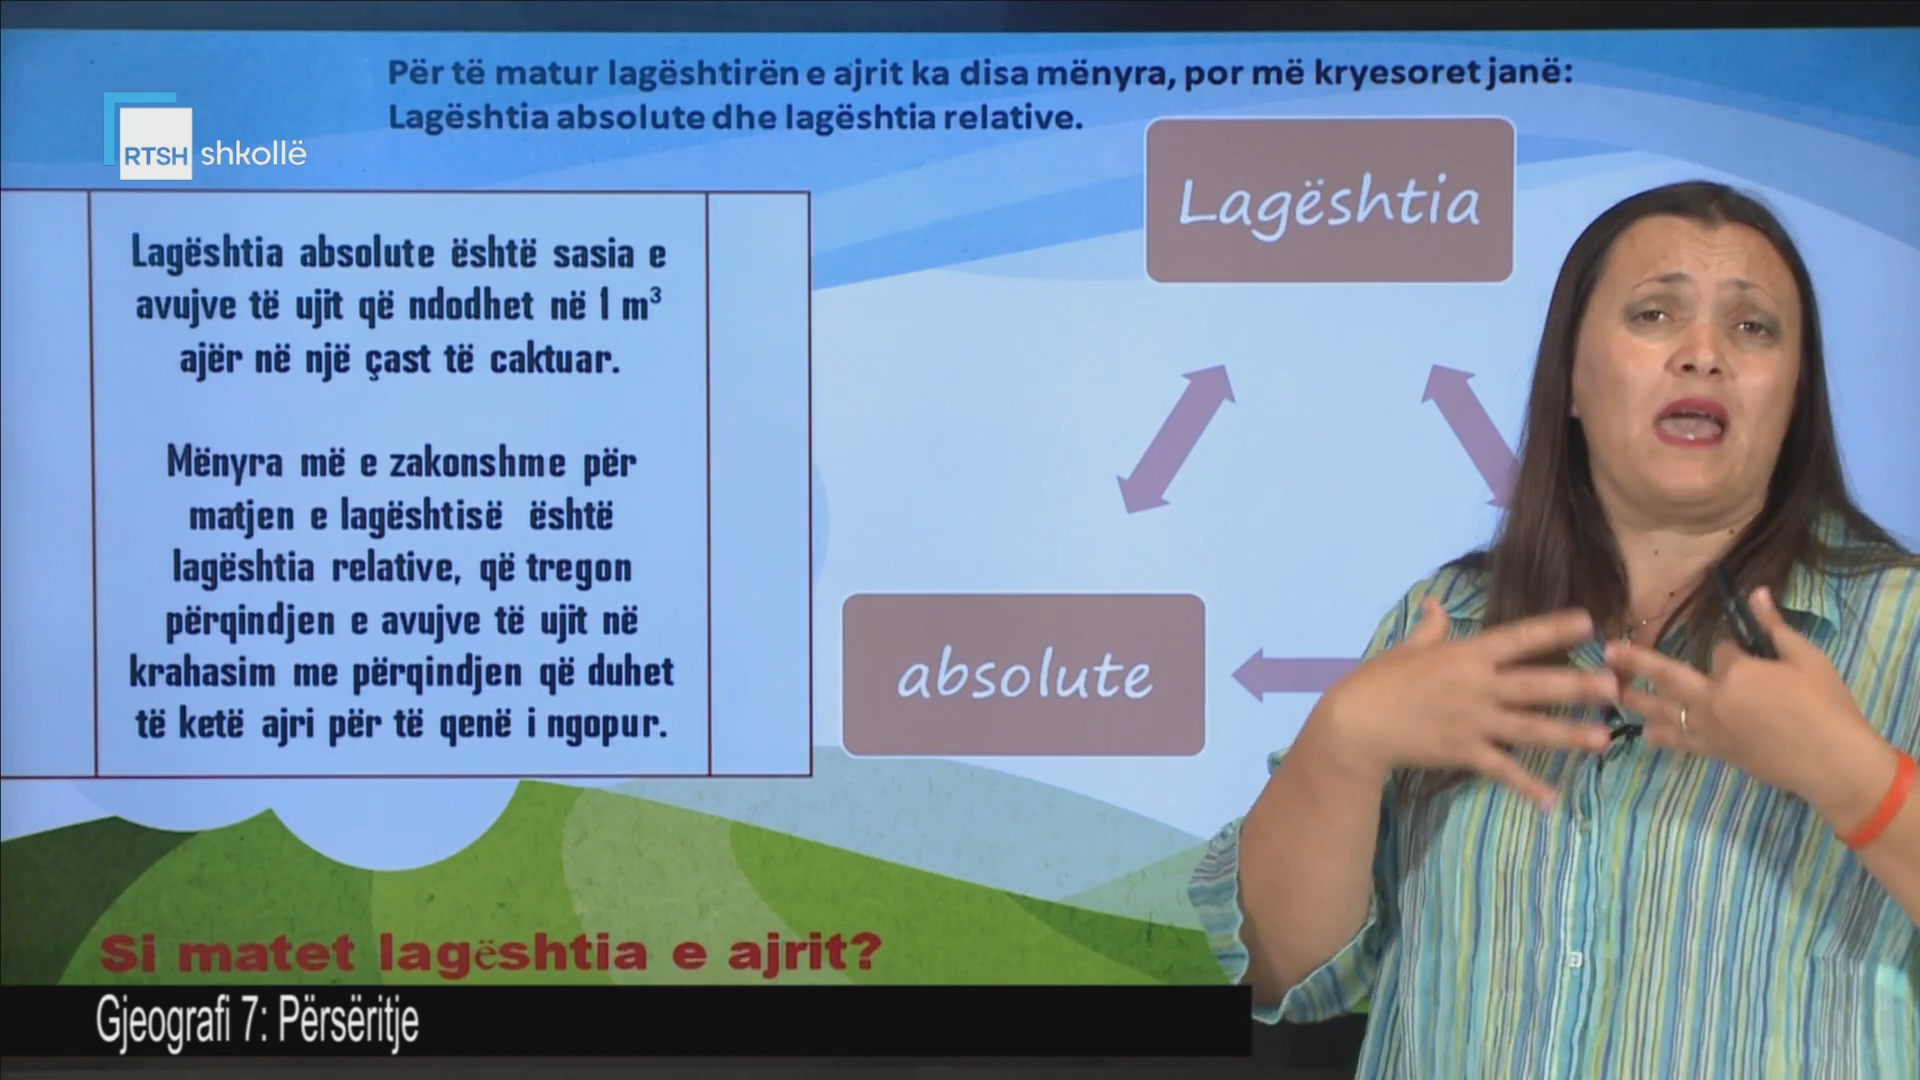 Për të matur lagështirën e ajrit ka disa mënyra, por më kryesoret janë:
Lagështia absolute dhe lagështia relative.
RTSH shkollë
Lagështia
Lagështia absolute është sasia e
avujve të ujit që ndodhet në 1 m³
ajër në një çast të caktuar.
Mënyra më e zakonshme për
matjen e lagështisë është
lagështia relative, që tregon
përqindjen e avujve të ujit në
krahasim me përqindjen që duhet
të ketë ajri për të qenë i ngopur.
absolute
Si matet lagështia e ajrit?
Gjeografi 7: Përsëritje